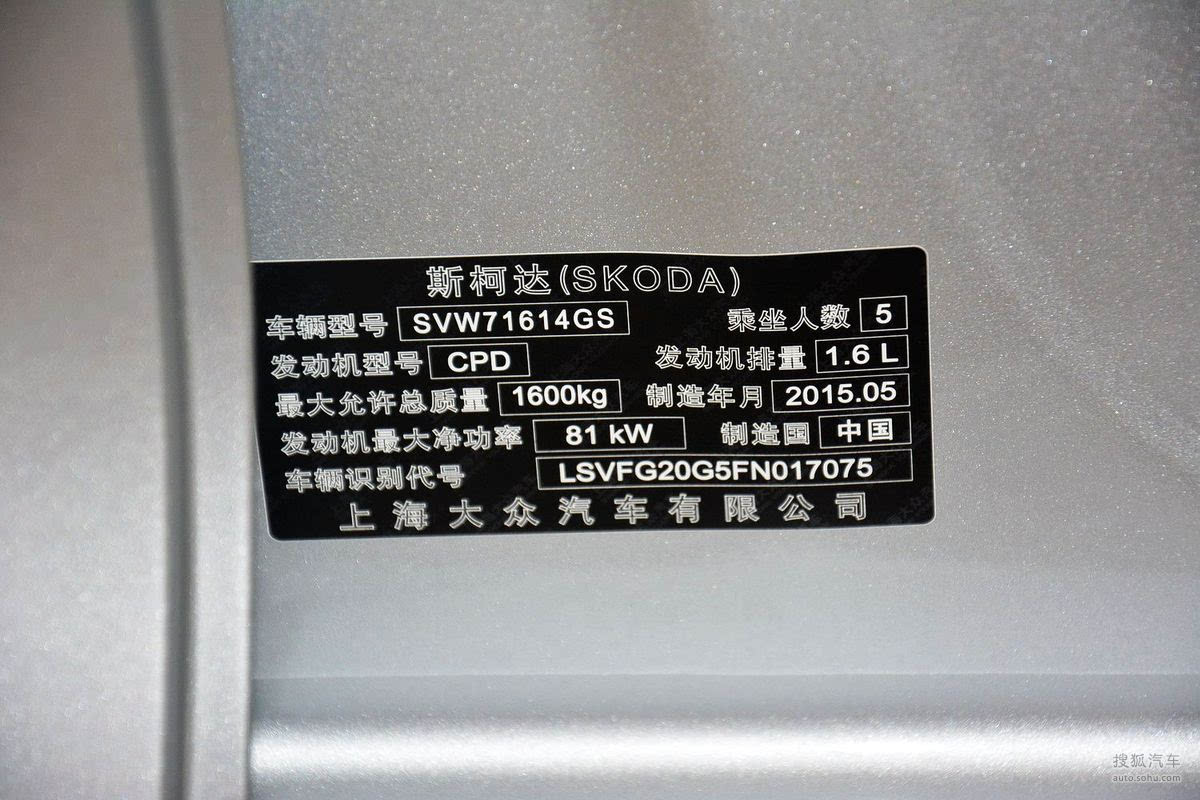 斯柯达(SKODA)
车辆型号 SVW71614GS 乘坐人数 5
发动机型号 CPD 发动机排量 1.6 L
最大允许总质量 1600kg 制造年月 2015.05
发动机最大净功率 81 kW 制造国 中国
车辆识别代号 LSVFG20G5FN017075
上海大众汽车有限公司
搜狐汽车
auto.sohu.com